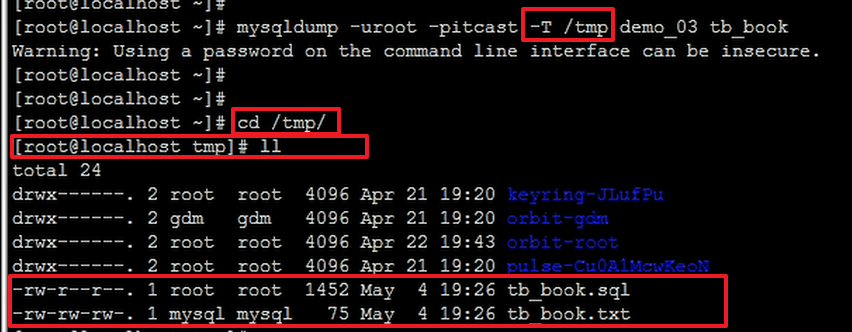 [root@localhost ~]#
[root@localhost ~]# mysqldump -uroot -pitcast -T /tmp demo_03 tb_book
Warning: Using a password on the command line interface can be insecure.
[root@localhost ~]#
[root@localhost ~]#
[root@localhost ~]# cd /tmp/
[root@localhost tmp]# ll
total 24
drwx------. 2 root root 4096 Apr 21 19:20 keyring-JLufPu
drwx------. 2 gdm gdm 4096 Apr 21 19:20 orbit-gdm
drwx------. 2 root root 4096 Apr 22 19:43 orbit-root
drwx------. 2 root root 4096 Apr 21 19:20 pulse-Cu0AlMcwKeoN
-rw-r--r--. 1 root root 1452 May 4 19:26 tb_book.sql
-rw-rw-rw-. 1 mysql mysql 75 May 4 19:26 tb_book.txt